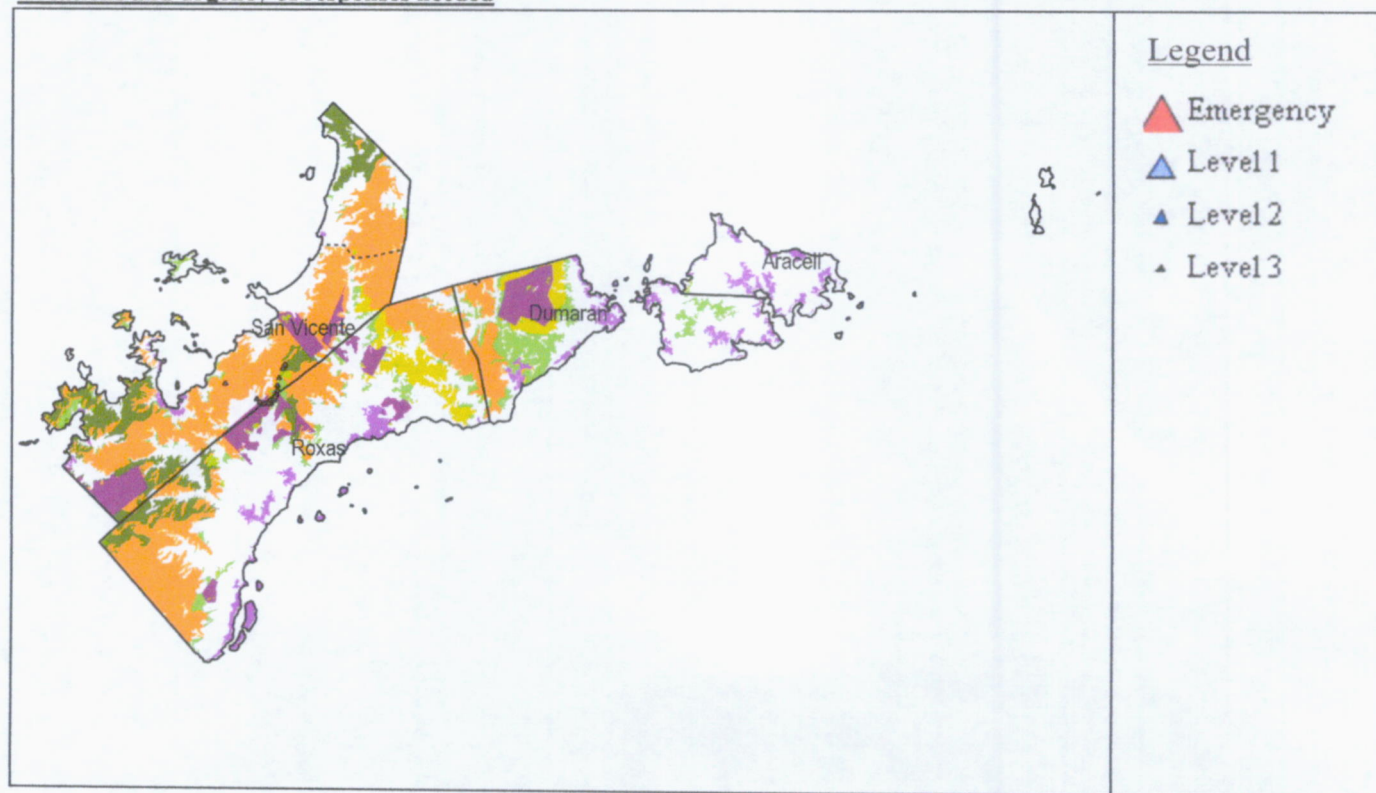 Legend
Emergency
Level 1
Level 2
Level 3
Araceli
Dumaran
San Vicente
Roxas